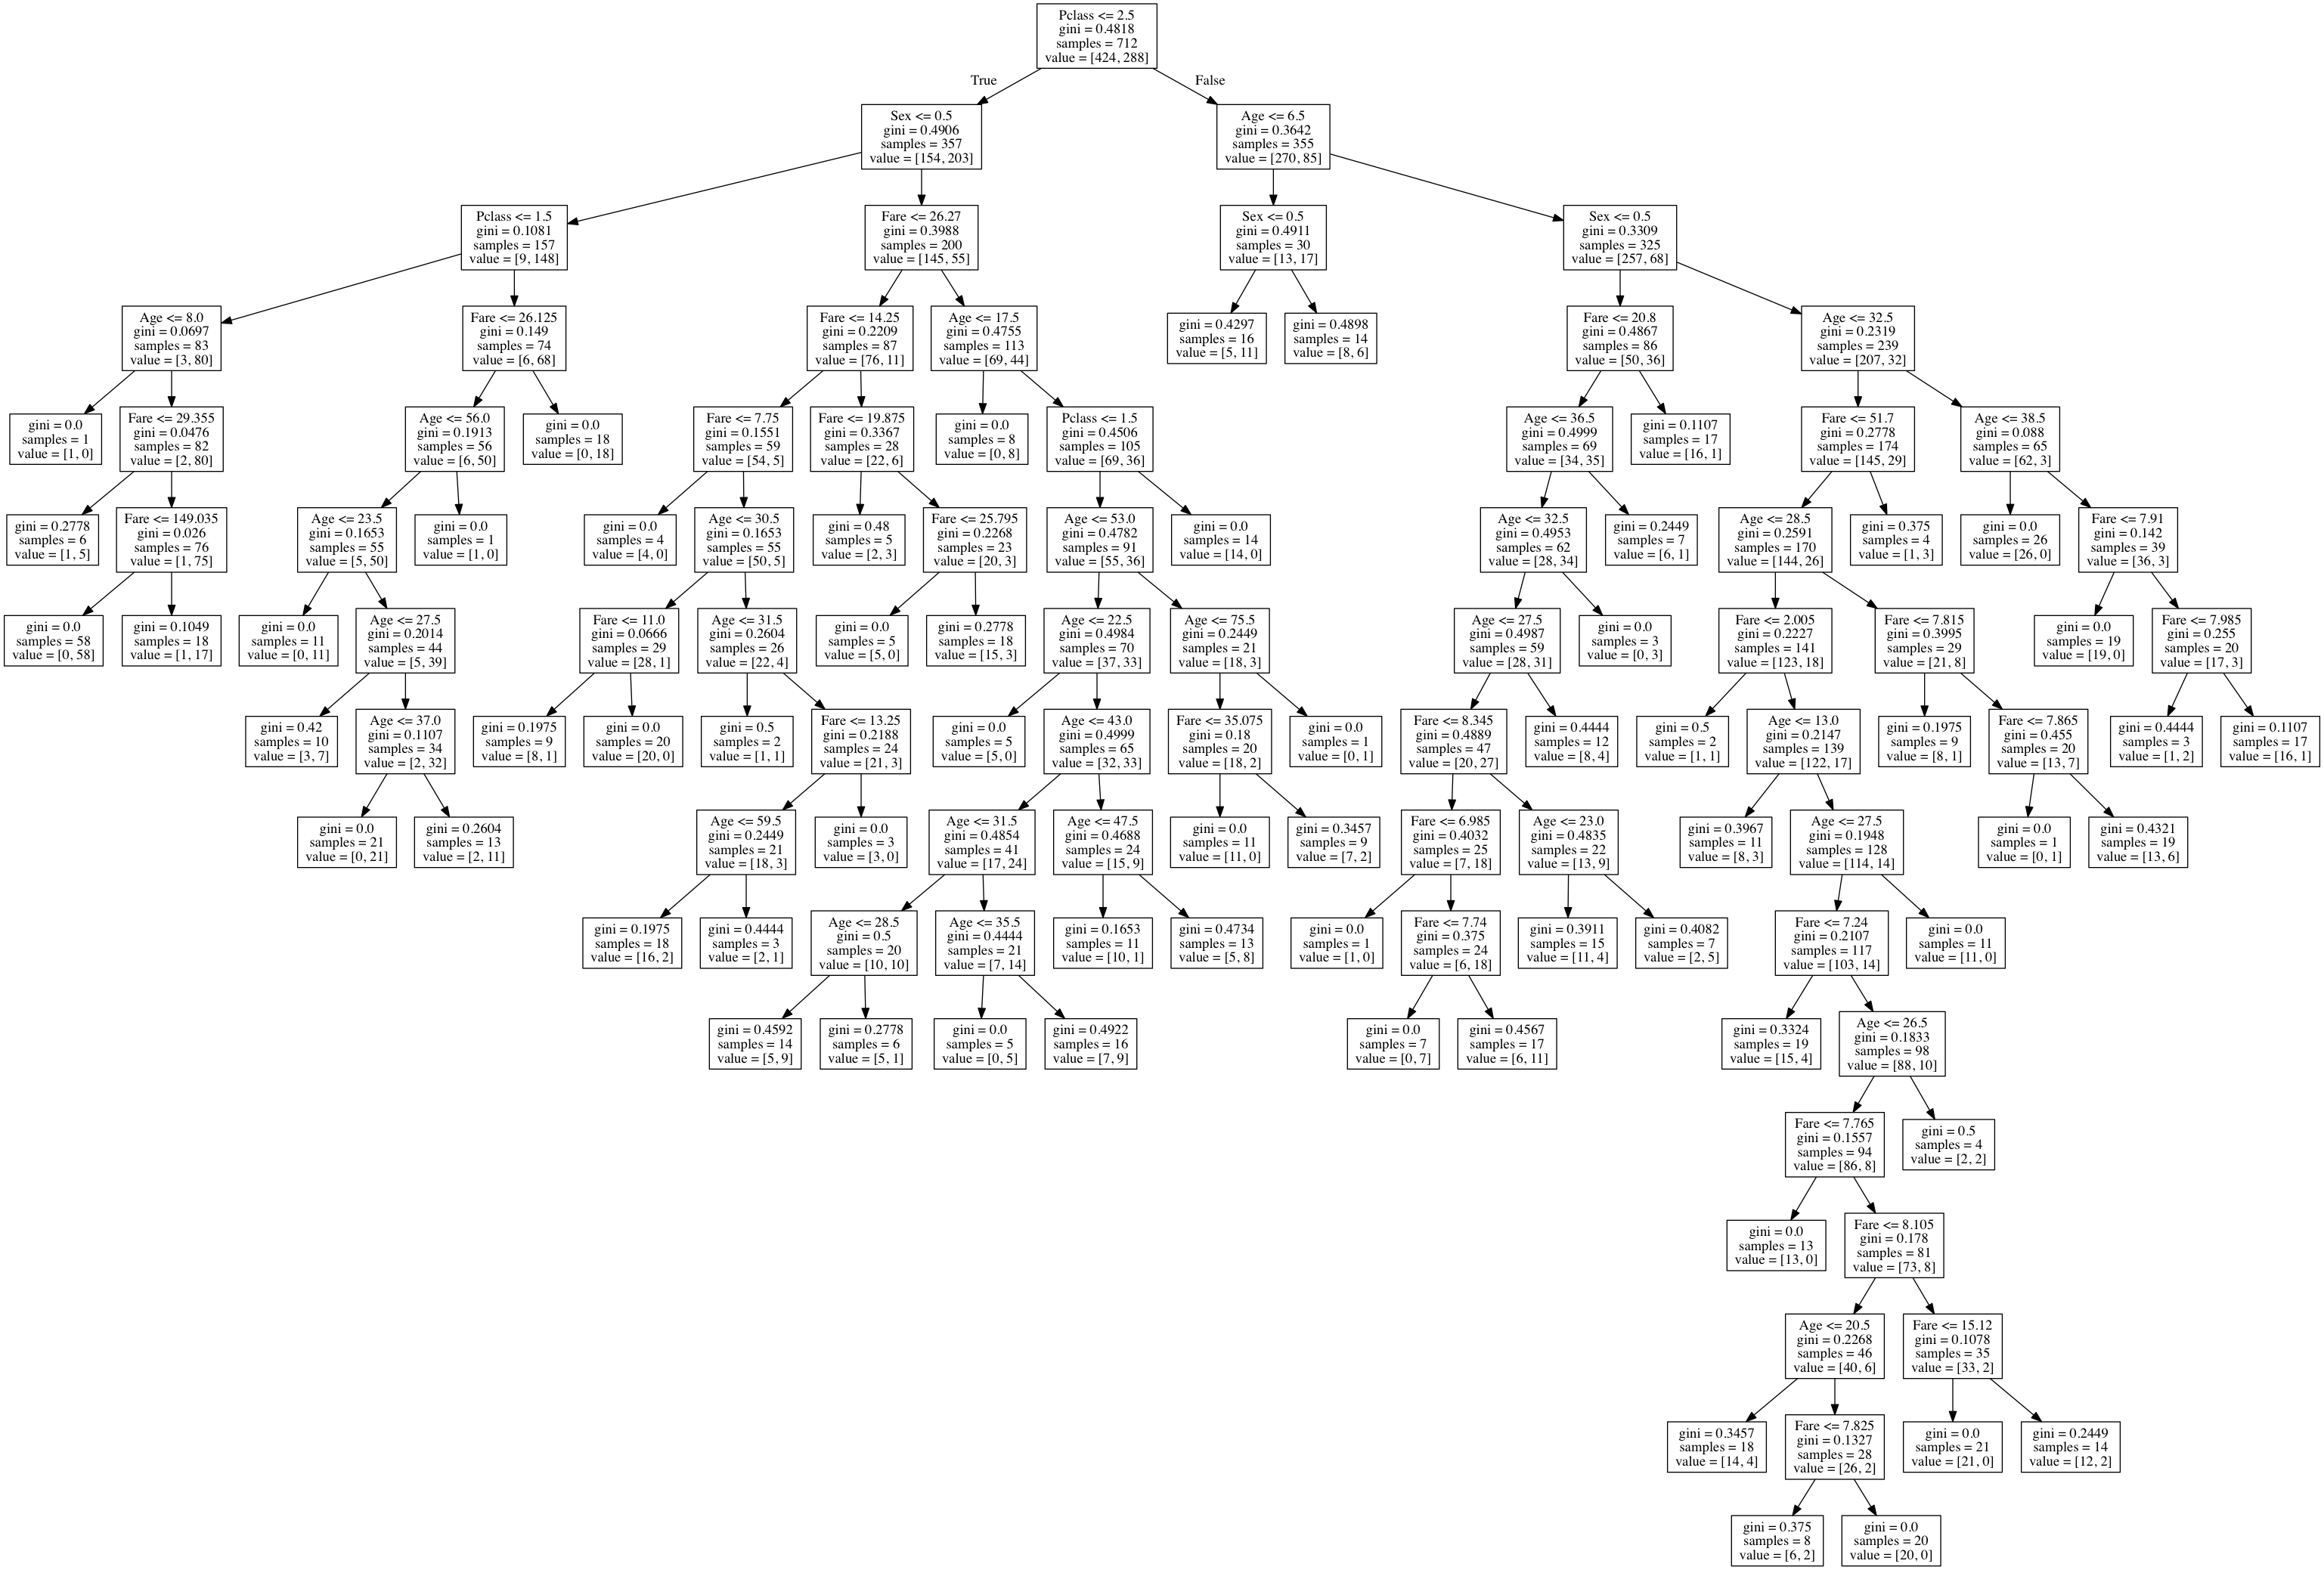 Pclass <= 2.5
gini = 0.4818
samples = 712
value = [424, 288]
True
False
Sex <= 0.5
gini = 0.4906
samples = 357
value = [154, 203]
Age <= 6.5
gini = 0.3642
samples = 355
value = [270, 85]
Pclass <= 1.5
gini = 0.1081
samples = 157
value = [9, 148]
Fare <= 26.27
gini = 0.3988
samples = 200
value = [145, 55]
Sex <= 0.5
gini = 0.4911
samples = 30
value = [13, 17]
Sex <= 0.5
gini = 0.3309
samples = 325
value = [257, 68]
Age <= 8.0
gini = 0.0697
samples = 83
value = [3, 80]
Fare <= 26.125
gini = 0.149
samples = 74
value = [6, 68]
Fare <= 14.25
gini = 0.2209
samples = 87
value = [76, 11]
Age <= 17.5
gini = 0.4755
samples = 113
value = [69, 44]
gini = 0.4297
samples = 16
value = [5, 11]
gini = 0.4898
samples = 14
value = [8, 6]
Fare <= 20.8
gini = 0.4867
samples = 86
value = [50, 36]
Age <= 32.5
gini = 0.2319
samples = 239
value = [207, 32]
gini = 0.0
samples = 1
value = [1, 0]
Fare <= 29.355
gini = 0.0476
samples = 82
value = [2, 80]
Age <= 56.0
gini = 0.1913
samples = 56
value = [6, 50]
gini = 0.0
samples = 18
value = [0, 18]
Fare <= 7.75
gini = 0.1551
samples = 59
value = [54, 5]
Fare <= 19.875
gini = 0.3367
samples = 28
value = [22, 6]
gini = 0.0
samples = 8
value = [0, 8]
Pclass <= 1.5
gini = 0.4506
samples = 105
value = [69, 36]
Age <= 36.5
gini = 0.4999
samples = 69
value = [34, 35]
gini = 0.1107
samples = 17
value = [16, 1]
Fare <= 51.7
gini = 0.2778
samples = 174
value = [145, 29]
Age <= 38.5
gini = 0.088
samples = 65
value = [62, 3]
gini = 0.2778
samples = 6
value = [1, 5]
Fare <= 149.035
gini = 0.026
samples = 76
value = [1, 75]
Age <= 23.5
gini = 0.1653
samples = 55
value = [5, 50]
gini = 0.0
samples = 1
value = [1, 0]
gini = 0.0
samples = 4
value = [4, 0]
Age <= 30.5
gini = 0.1653
samples = 55
value = [50, 5]
gini = 0.48
samples = 5
value = [2, 3]
Fare <= 25.795
gini = 0.2268
samples = 23
value = [20, 3]
Age <= 53.0
gini = 0.4782
samples = 91
value = [55, 36]
gini = 0.0
samples = 14
value = [14, 0]
Age <= 32.5
gini = 0.4953
samples = 62
value = [28, 34]
gini = 0.2449
samples = 7
value = [6, 1]
Age <= 28.5
gini = 0.2591
samples = 170
value = [144, 26]
gini = 0.375
samples = 4
value = [1, 3]
gini = 0.0
samples = 26
value = [26, 0]
Fare <= 7.91
gini = 0.142
samples = 39
value = [36, 3]
gini = 0.0
samples = 58
value = [0, 58]
gini = 0.1049
samples = 18
value = [1, 17]
gini = 0.0
samples = 11
value = [0, 11]
Age <= 27.5
gini = 0.2014
samples = 44
value = [5, 39]
Fare <= 11.0
gini = 0.0666
samples = 29
value = [28, 1]
Age <= 31.5
gini = 0.2604
samples = 26
value = [22, 4]
gini = 0.0
samples = 5
value = [5, 0]
gini = 0.2778
samples = 18
value = [15, 3]
Age <= 22.5
gini = 0.4984
samples = 70
value = [37, 33]
Age <= 75.5
gini = 0.2449
samples = 21
value = [18, 3]
Age <= 27.5
gini = 0.4987
samples = 59
value = [28, 31]
gini = 0.0
samples = 3
value = [0, 3]
Fare <= 2.005
gini = 0.2227
samples = 141
value = [123, 18]
Fare <= 7.815
gini = 0.3995
samples = 29
value = [21, 8]
gini = 0.0
samples = 19
value = [19, 0]
Fare <= 7.985
gini = 0.255
samples = 20
value = [17, 3]
gini = 0.42
samples = 10
value = [3, 7]
Age <= 37.0
gini = 0.1107
samples = 34
value = [2, 32]
gini = 0.1975
samples = 9
value = [8, 1]
gini = 0.0
samples = 20
value = [20, 0]
gini = 0.5
samples = 2
value = [1, 1]
Fare <= 13.25
gini = 0.2188
samples = 24
value = [21, 3]
gini = 0.0
samples = 5
value = [5, 0]
Age <= 43.0
gini = 0.4999
samples = 65
value = [32, 33]
Fare <= 35.075
gini = 0.18
samples = 20
value = [18, 2]
gini = 0.0
samples = 1
value = [0, 1]
Fare <= 8.345
gini = 0.4889
samples = 47
value = [20, 27]
gini = 0.4444
samples = 12
value = [8, 4]
gini = 0.5
samples = 2
value = [1, 1]
Age <= 13.0
gini = 0.2147
samples = 139
value = [122, 17]
gini = 0.1975
samples = 9
value = [8, 1]
Fare <= 7.865
gini = 0.455
samples = 20
value = [13, 7]
gini = 0.4444
samples = 3
value = [1, 2]
gini = 0.1107
samples = 17
value = [16, 1]
gini = 0.0
samples = 21
value = [0, 21]
gini = 0.2604
samples = 13
value = [2, 11]
Age <= 59.5
gini = 0.2449
samples = 21
value = [18, 3]
gini = 0.0
samples = 3
value = [3, 0]
Age <= 31.5
gini = 0.4854
samples = 41
value = [17, 24]
Age <= 47.5
gini = 0.4688
samples = 24
value = [15, 9]
gini = 0.0
samples = 11
value = [11, 0]
gini = 0.3457
samples = 9
value = [7, 2]
Fare <= 6.985
gini = 0.4032
samples = 25
value = [7, 18]
Age <= 23.0
gini = 0.4835
samples = 22
value = [13, 9]
gini = 0.3967
samples = 11
value = [8, 3]
Age <= 27.5
gini = 0.1948
samples = 128
value = [114, 14]
gini = 0.0
samples = 1
value = [0, 1]
gini = 0.4321
samples = 19
value = [13, 6]
gini = 0.1975
samples = 18
value = [16, 2]
gini = 0.4444
samples = 3
value = [2, 1]
Age <= 28.5
gini = 0.5
samples = 20
value = [10, 10]
Age <= 35.5
gini = 0.4444
samples = 21
value = [7, 14]
gini = 0.1653
samples = 11
value = [10, 1]
gini = 0.4734
samples = 13
value = [5, 8]
gini = 0.0
samples = 1
value = [1, 0]
Fare <= 7.74
gini = 0.375
samples = 24
value = [6, 18]
gini = 0.3911
samples = 15
value = [11, 4]
gini = 0.4082
samples = 7
value = [2, 5]
Fare <= 7.24
gini = 0.2107
samples = 117
value = [103, 14]
gini = 0.0
samples = 11
value = [11, 0]
gini = 0.4592
samples = 14
value = [5, 9]
gini = 0.2778
samples = 6
value = [5, 1]
gini = 0.0
samples = 5
value = [0, 5]
gini = 0.4922
samples = 16
value = [7, 9]
gini = 0.0
samples = 7
value = [0, 7]
gini = 0.4567
samples = 17
value = [6, 11]
gini = 0.3324
samples = 19
value = [15, 4]
Age <= 26.5
gini = 0.1833
samples = 98
value = [88, 10]
Fare <= 7.765
gini = 0.1557
samples = 94
value = [86, 8]
gini = 0.5
samples = 4
value = [2, 2]
gini = 0.0
samples = 13
value = [13, 0]
Fare <= 8.105
gini = 0.178
samples = 81
value = [73, 8]
Age <= 20.5
gini = 0.2268
samples = 46
value = [40, 6]
Fare <= 15.12
gini = 0.1078
samples = 35
value = [33, 2]
gini = 0.3457
samples = 18
value = [14, 4]
Fare <= 7.825
gini = 0.1327
samples = 28
value = [26, 2]
gini = 0.0
samples = 21
value = [21, 0]
gini = 0.2449
samples = 14
value = [12, 2]
gini = 0.375
samples = 8
value = [6, 2]
gini = 0.0
samples = 20
value = [20, 0]